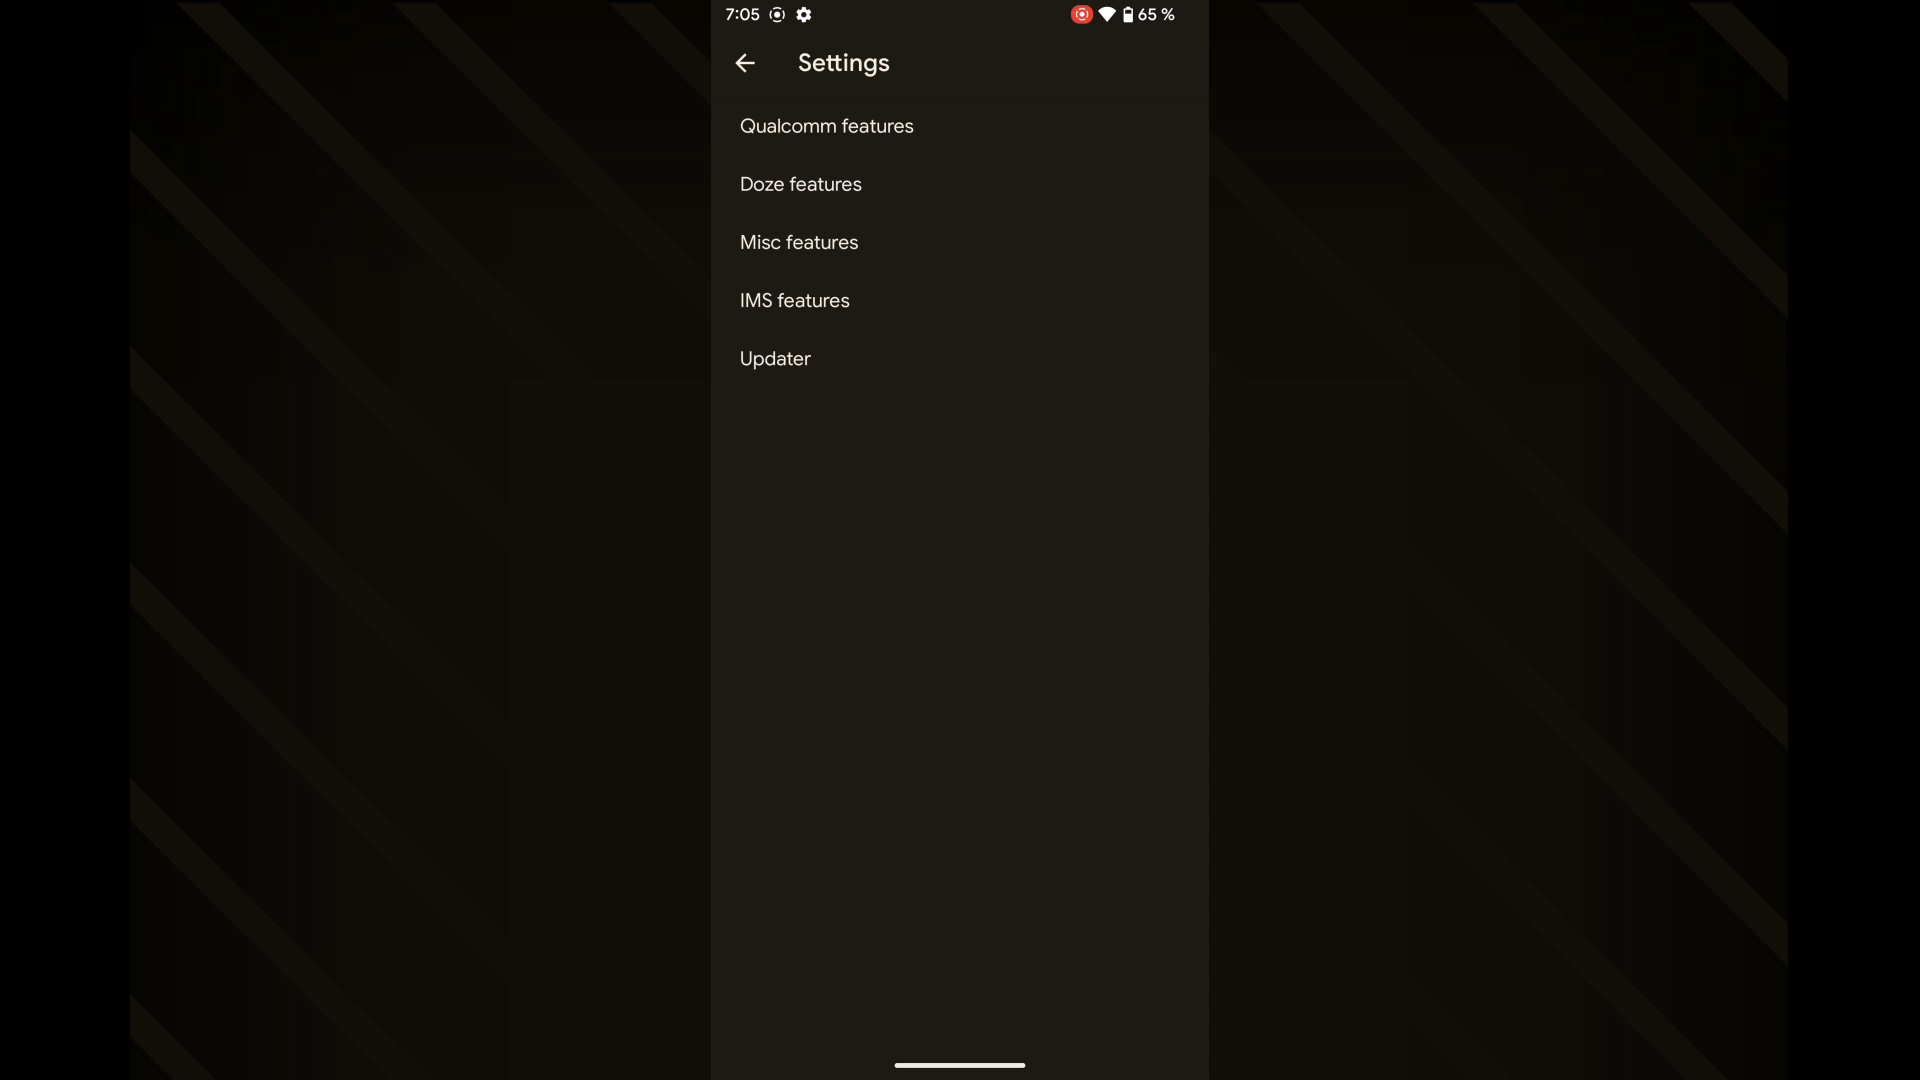 7:05 65 %
Settings
Qualcomm features
Doze features
Misc features
IMS features
Updater